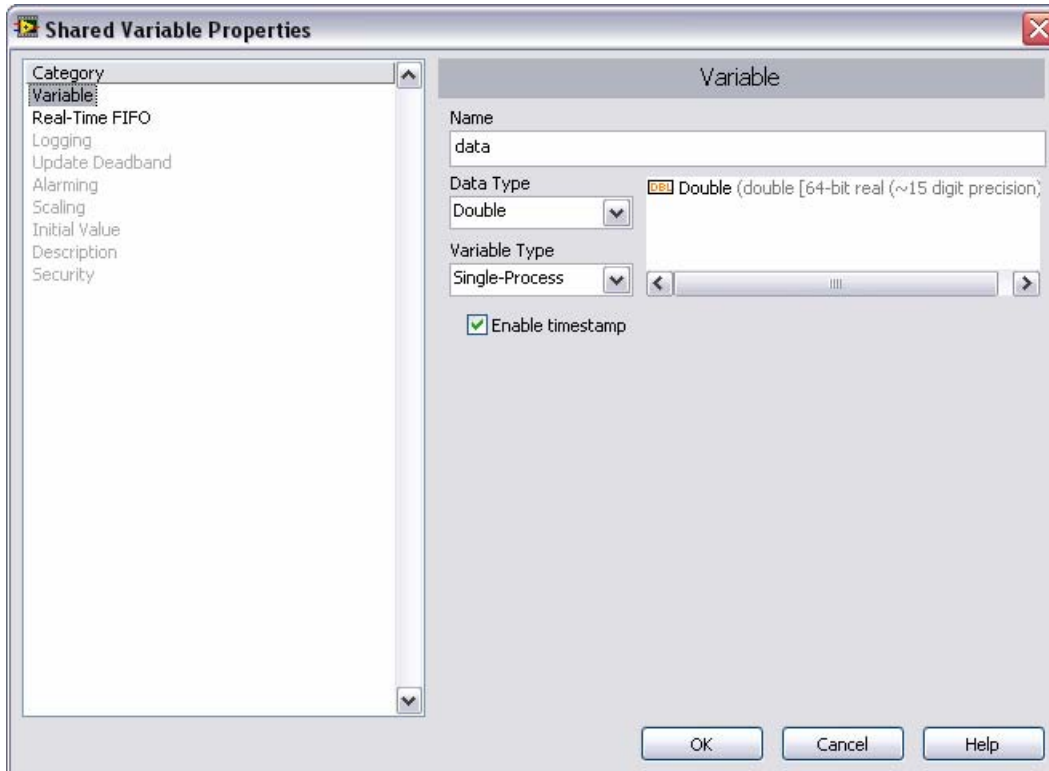 Shared Variable Properties
Category
Variable
Real-Time FIFO
Logging
Update Deadband
Alarming
Scaling
Initial Value
Description
Security
Variable
Name
data
Data Type
Double
DBL Double (double [64-bit real (~15 digit precision)
Variable Type
Single-Process
Enable timestamp
OK Cancel Help